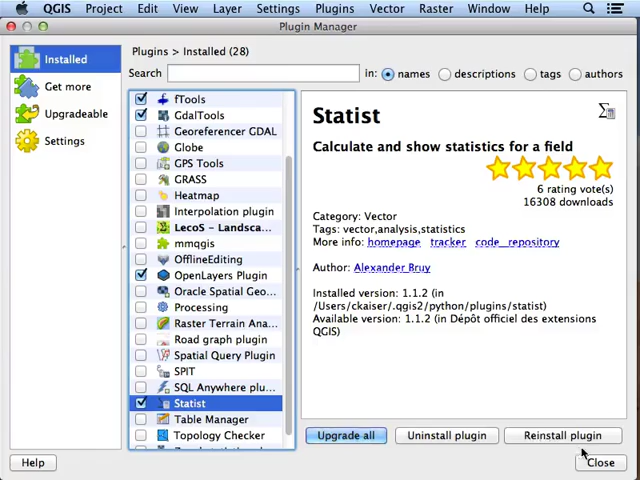 QGIS Project Edit View Layer Settings Plugins Vector Raster Window Help
Plugin Manager
Installed
Get more
Upgradeable
Settings
Plugins > Installed (28)
Search in: names descriptions tags authors
fTools
GdalTools
Georeferencer GDAL
Globe
GPS Tools
GRASS
Heatmap
Interpolation plugin
LecoS - Landsca...
mmqgis
OfflineEditing
OpenLayers Plugin
Oracle Spatial Geo...
Processing
Raster Terrain Ana...
Road graph plugin
Spatial Query Plugin
SPIT
SQL Anywhere plu...
Statist
Table Manager
Topology Checker
Statist
Calculate and show statistics for a field
6 rating vote(s)
16308 downloads
Category: Vector
Tags: vector,analysis,statistics
More info: homepage tracker code_repository
Author: Alexander Bruy
Installed version: 1.1.2 (in
/Users/ckaiser/.qgis2/python/plugins/statist)
Available version: 1.1.2 (in Dépôt officiel des extensions
QGIS)
Upgrade all Uninstall plugin Reinstall plugin
Help Close